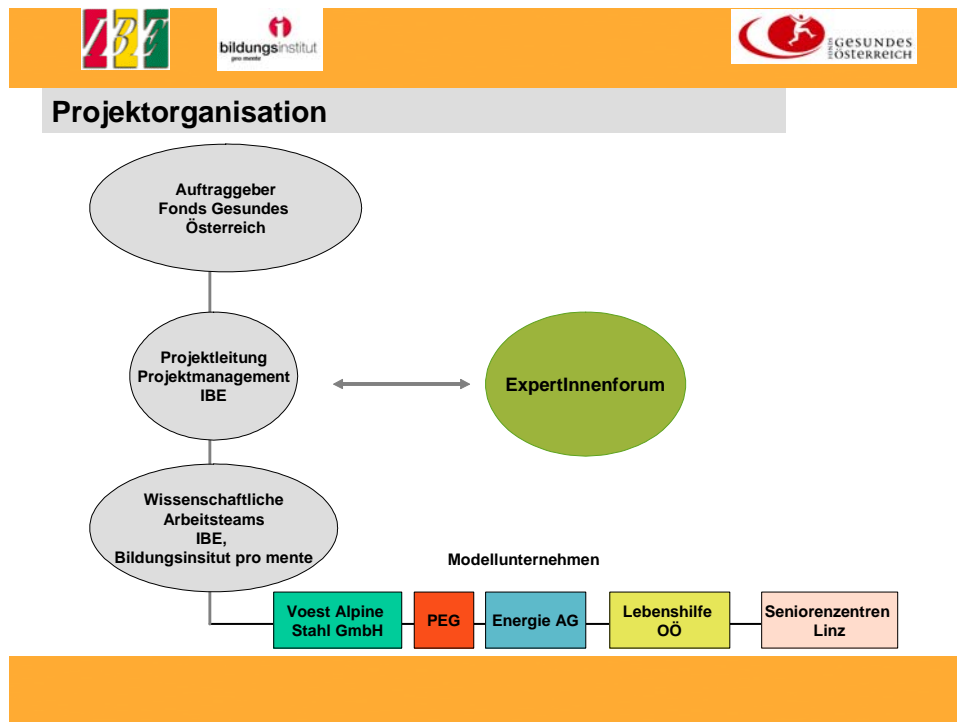 IBE
bildungsinstitut
pro mente
FONDS GESUNDES
ÖSTERREICH
Projektorganisation
Auftraggeber
Fonds Gesundes
Österreich
Projektleitung
Projektmanagement
IBE
ExpertInnenforum
Wissenschaftliche
Arbeitsteams
IBE,
Bildungsinsitut pro mente
Modellunternehmen
Voest Alpine
Stahl GmbH
PEG
Energie AG
Lebenshilfe
OÖ
Seniorenzentren
Linz